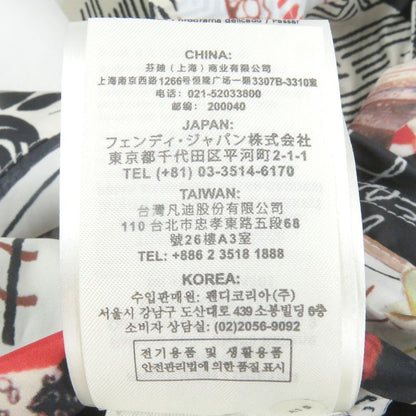 programa delicado / Passar
CHINA:
芬迪（上海）商业有限公司
上海南京西路1266号恒隆广场一期3307B-3310室
电话: 021-52033800
邮编: 200040
JAPAN:
フェンディ・ジャパン株式会社
東京都千代田区平河町2-1-1
TEL (+81) 03-3514-6170
TAIWAN:
台灣凡迪股份有限公司
110 台北市忠孝東路五段68
號26樓A3室
TEL: +886 2 3518 1888
KOREA:
수입판매원: 펜디코리아(주)
서울시 강남구 도산대로 439 소봉빌딩 6층
소비자 상담실: (02)2056-9092
전기용품 및 생활용품
안전관리법에 의한 품질 표시